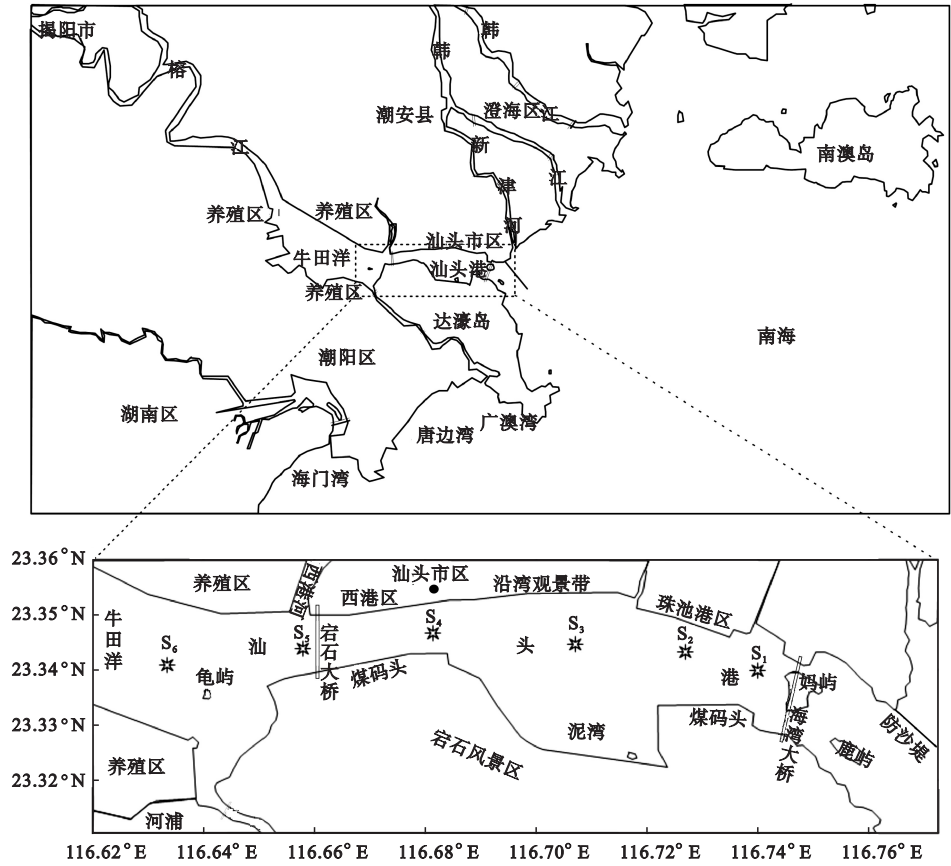 揭阳市
榕
江
韩
江
韩
江
潮安县
澄海区
新
津
河
南澳岛
养殖区
养殖区
汕头市区
牛田洋
汕头港
养殖区
达濠岛
南海
潮阳区
湖南区
唐边湾
广澳湾
海门湾
23.36°N
23.35°N
23.34°N
23.33°N
23.32°N
养殖区
西港河
汕头市区
西港区
沿湾观景带
珠池港区
牛田洋
S6
汕
S5
宕石大桥
S4
头
S3
S2
S1
港
龟屿
煤码头
妈屿
煤码头
海湾大桥
防沙堤
泥湾
宕石风景区
鹿屿
养殖区
河浦
116.62°E
116.64°E
116.66°E
116.68°E
116.70°E
116.72°E
116.74°E
116.76°E